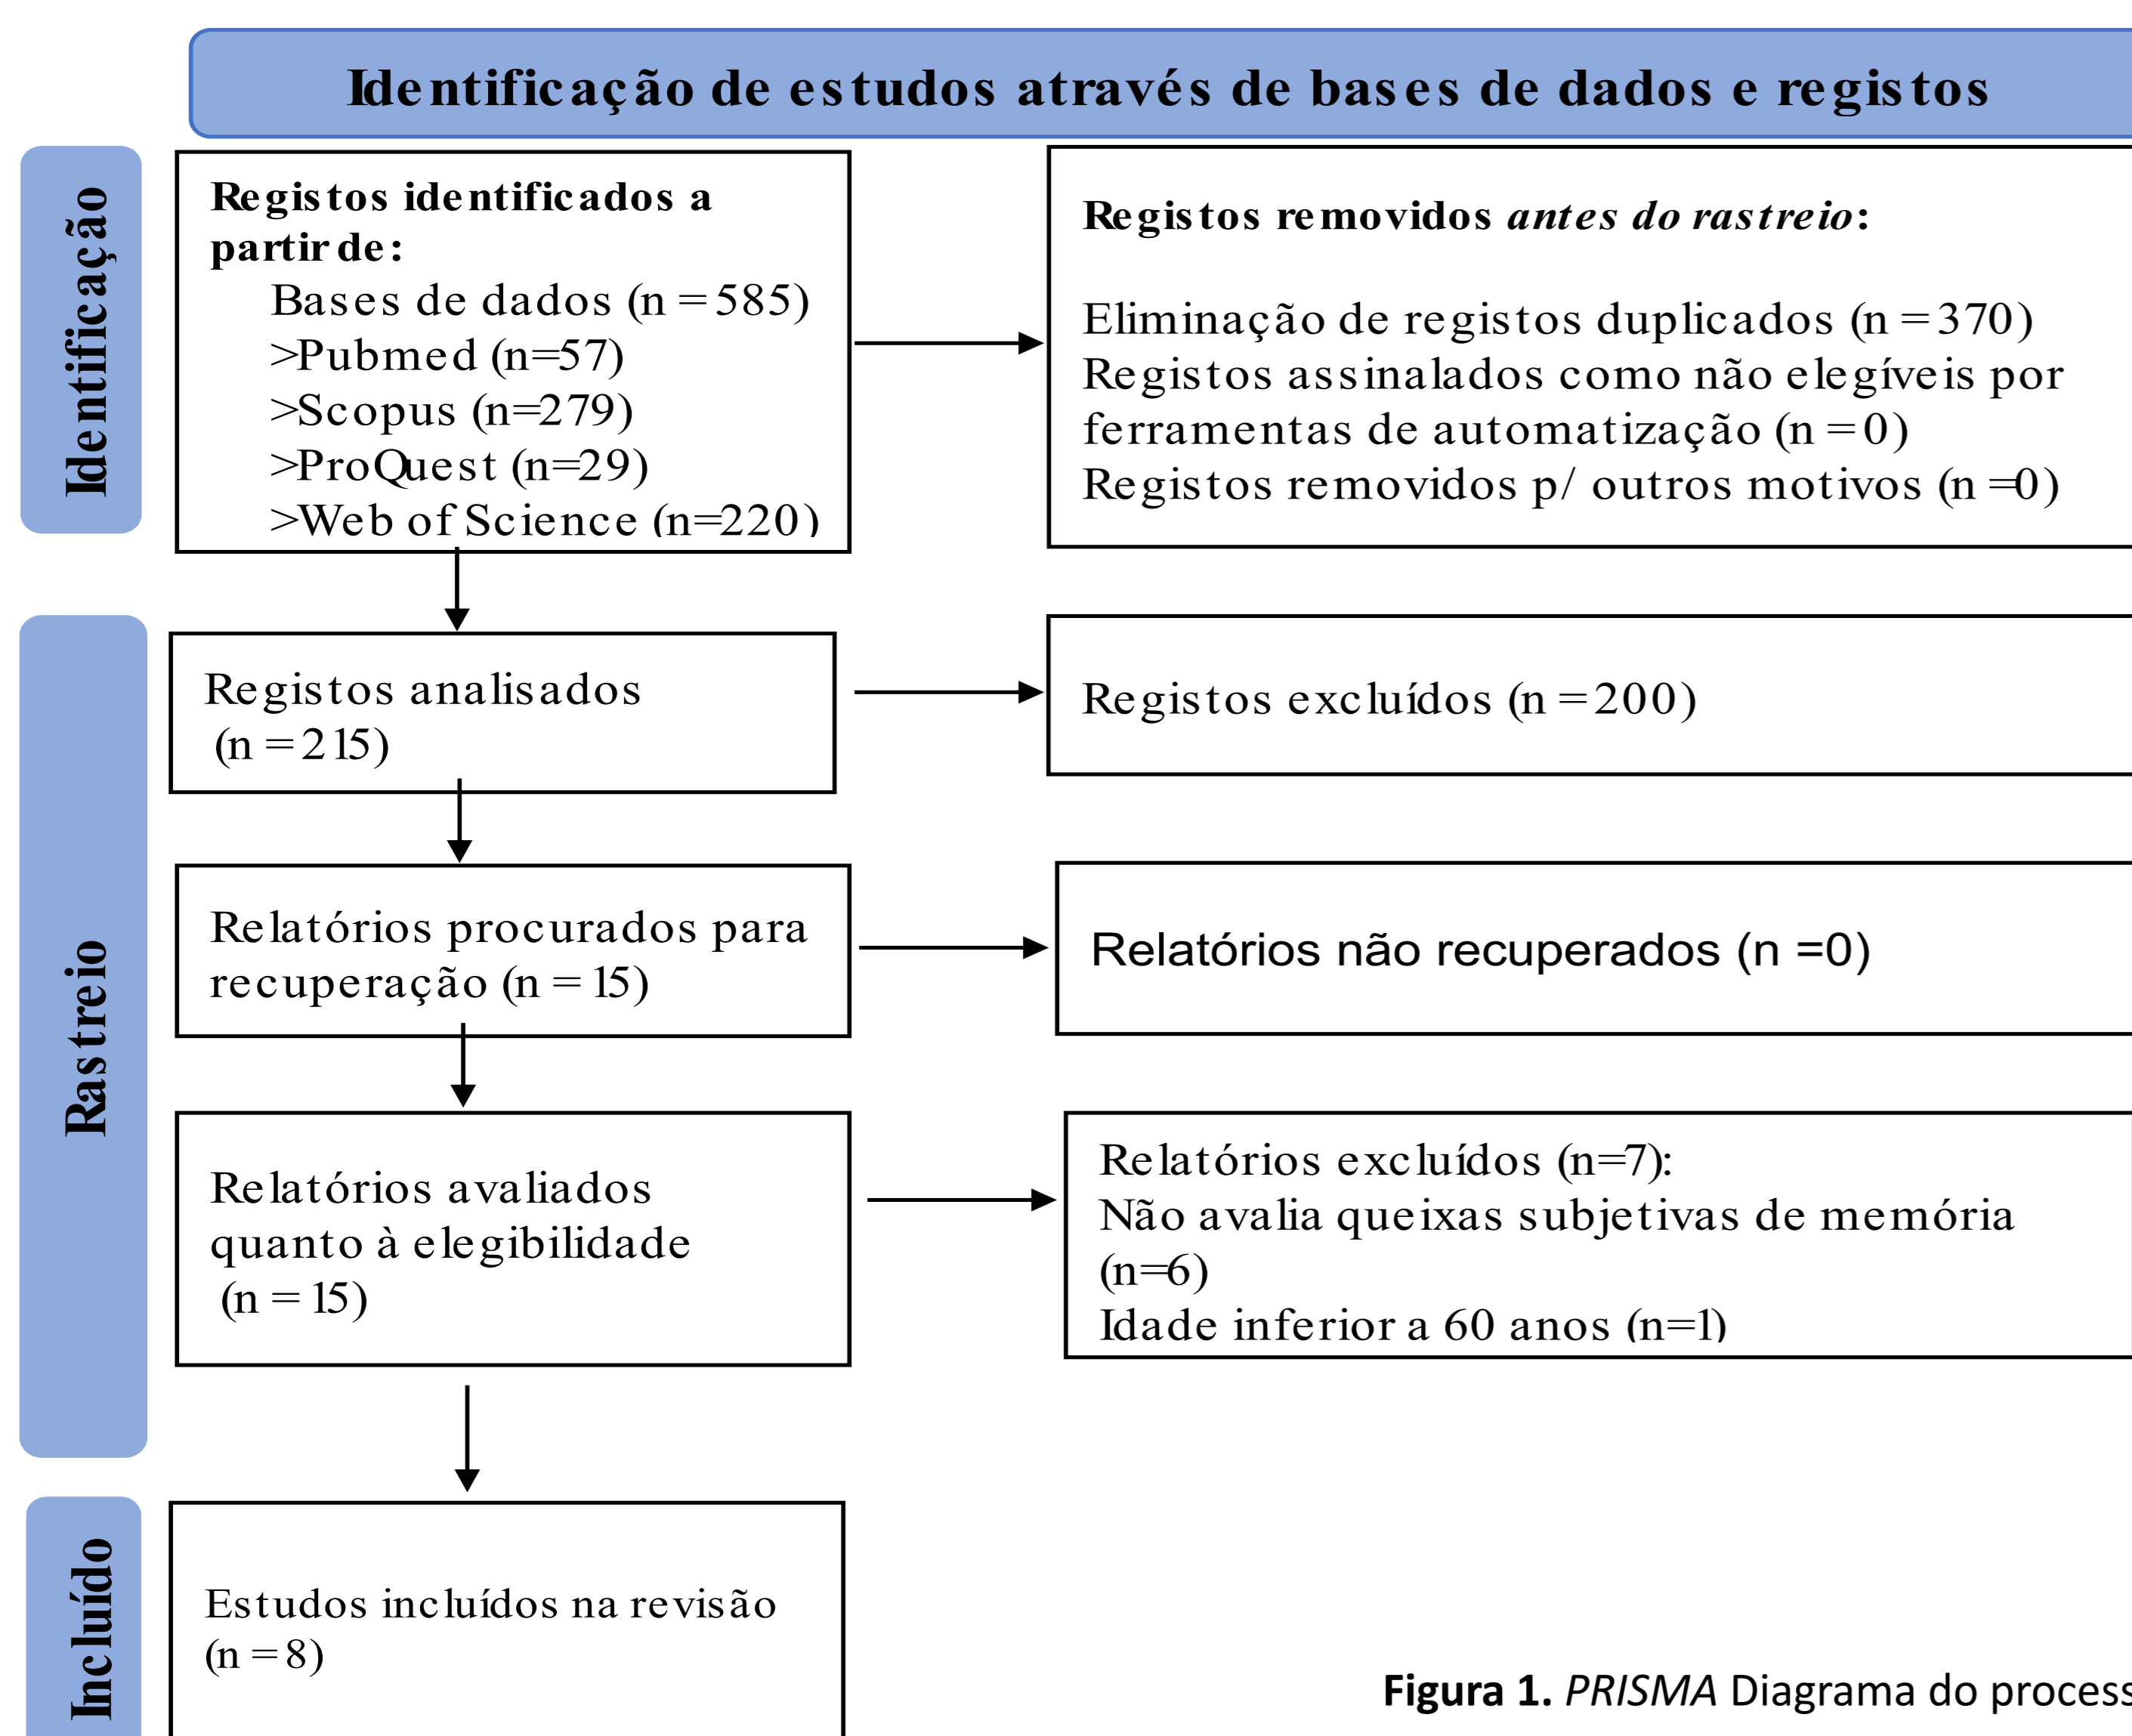 Identificação de estudos através de bases de dados e registos
Identificação
Registos identificados a
partir de:
Bases de dados (n = 585)
>Pubmed (n=57)
>Scopus (n=279)
>ProQuest (n=29)
>Web of Science (n=220)
Registos removidos antes do rastreio:
Eliminação de registos duplicados (n = 370)
Registos assinalados como não elegíveis por
ferramentas de automatização (n = 0)
Registos removidos p/ outros motivos (n =0)
Rastreio
Registos analisados
(n = 215)
Registos excluídos (n = 200)
Relatórios procurados para
recuperação (n = 15)
Relatórios não recuperados (n =0)
Relatórios avaliados
quanto à elegibilidade
(n = 15)
Relatórios excluídos (n=7):
Não avalia queixas subjetivas de memória
(n=6)
Idade inferior a 60 anos (n=1)
Incluído
Estudos incluídos na revisão
(n = 8)
Figura 1. PRISMA Diagrama do